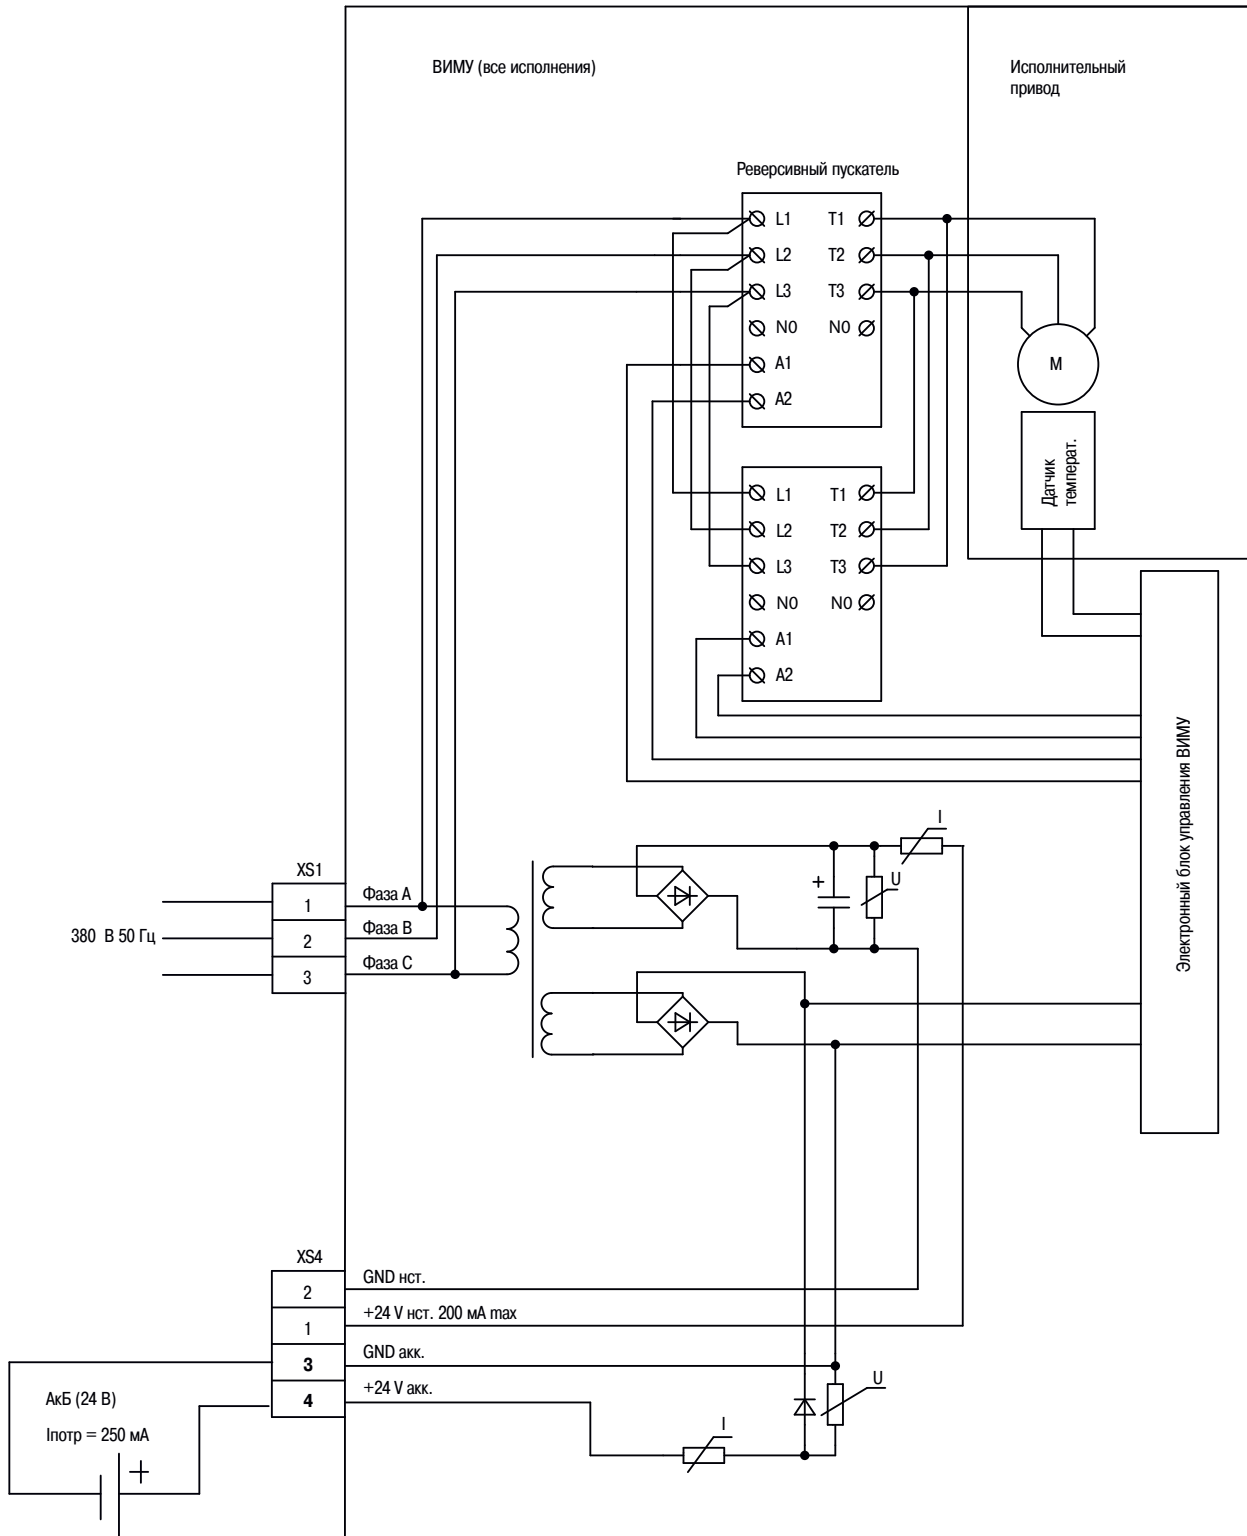 ВИМУ (все исполнения)
Исполнительный
привод
Реверсивный пускатель
L1 T1
L2 T2
L3 T3
N0 N0
A1
A2
M
Датчик
температ.
L1 T1
L2 T2
L3 T3
N0 N0
A1
A2
Электронный блок управления ВИМУ
I
+
U
XS1
1
Фаза А
380 В 50 Гц
2
Фаза В
3
Фаза С
XS4
2
GND нст.
1
+24 V нст. 200 мА max
3
GND акк.
4
+24 V акк.
АкБ (24 В)
Iпотр = 250 мА
+
U
I